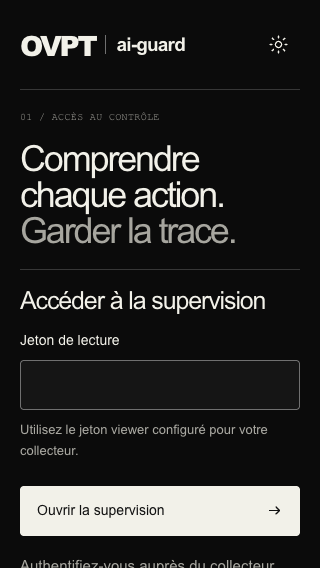 OVPT | ai-guard
01 / ACCÈS AU CONTRÔLE
Comprendre
chaque action.
Garder la trace.
Accéder à la supervision
Jeton de lecture
Utilisez le jeton viewer configuré pour votre
collecteur.
Ouvrir la supervision →
Authentifiez-vous auprès du collecteur